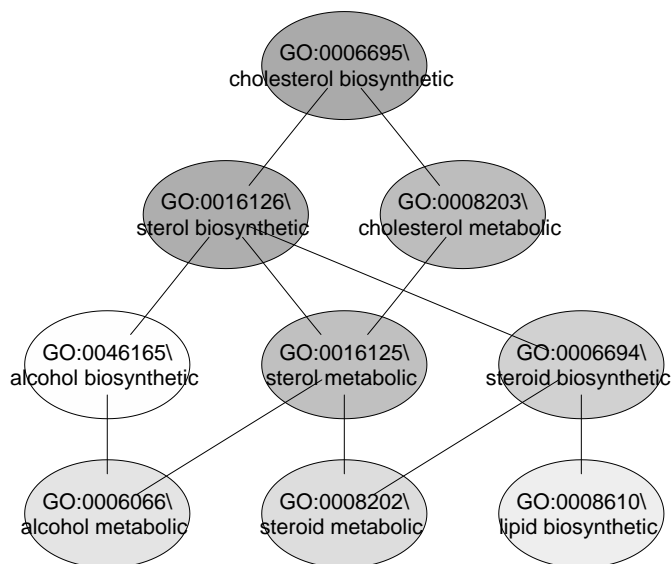 GO:0006695\
cholesterol biosynthetic
GO:0016126\
sterol biosynthetic
GO:0008203\
cholesterol metabolic
GO:0046165\
alcohol biosynthetic
GO:0016125\
sterol metabolic
GO:0006694\
steroid biosynthetic
GO:0006066\
alcohol metabolic
GO:0008202\
steroid metabolic
GO:0008610\
lipid biosynthetic